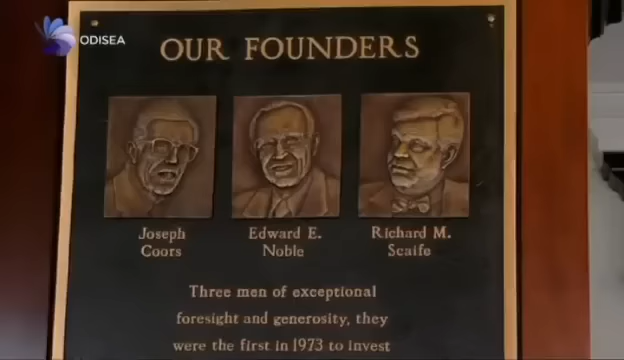 ODISEA
OUR FOUNDERS
Joseph
Coors
Edward E.
Noble
Richard M.
Scaife
Three men of exceptional
foresight and generosity, they
were the first in 1973 to invest